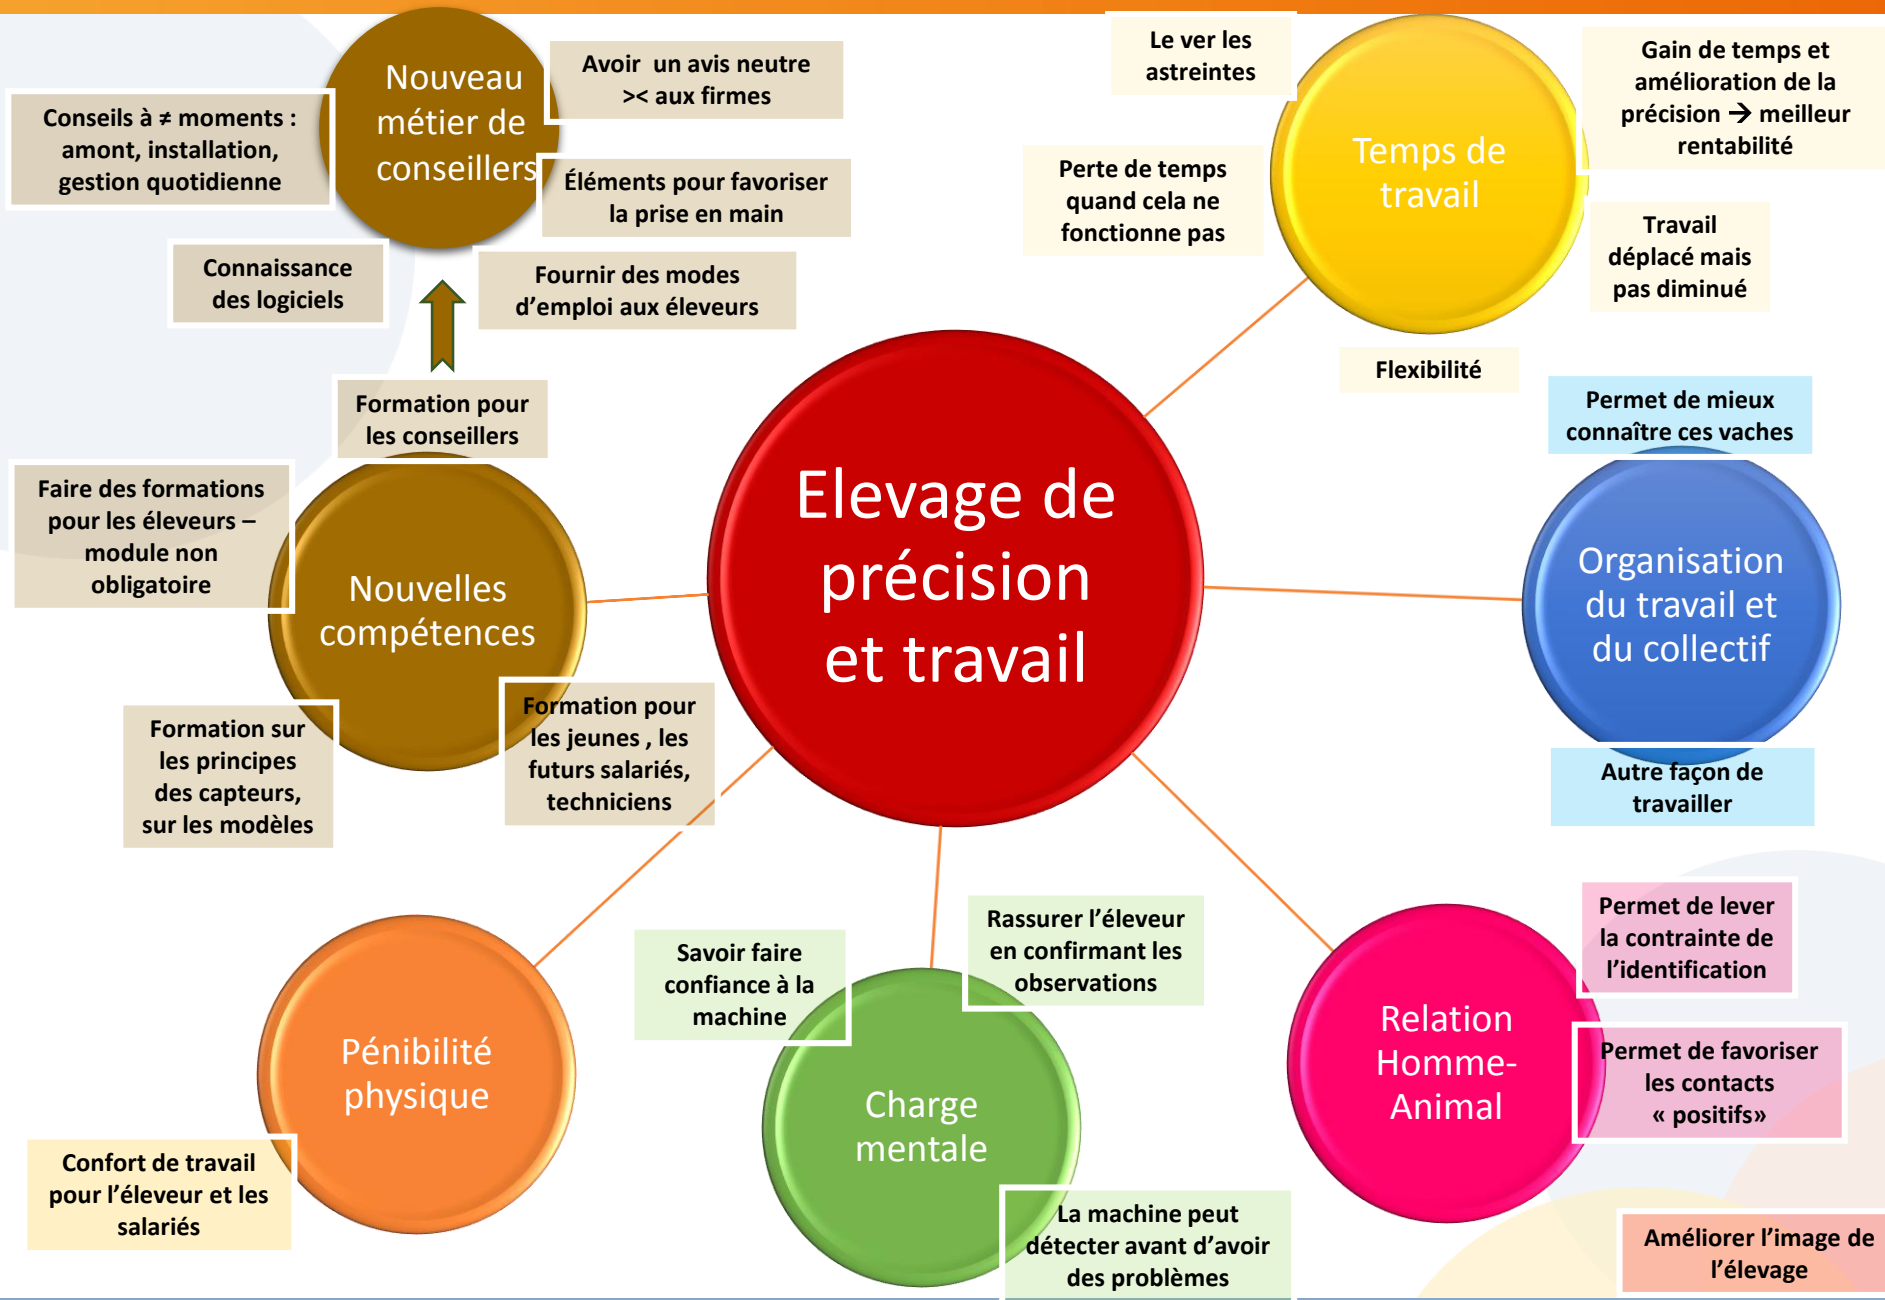 Nouveau
métier de
conseillers
Avoir  un avis neutre
>< aux firmes
Conseils à ≠ moments :
amont, installation,
gestion quotidienne
Éléments pour favoriser
la prise en main
Connaissance
des logiciels
Fournir des modes
d’emploi aux éleveurs
Formation pour
les conseillers
Faire des formations
pour les éleveurs –
module non
obligatoire
Nouvelles
compétences
Formation sur
les principes
des capteurs,
sur les modèles
Formation pour
les jeunes , les
futurs salariés,
techniciens
Elevage de
précision
et travail
Le ver les
astreintes
Gain de temps et
amélioration de la
précision → meilleur
rentabilité
Temps de
travail
Perte de temps
quand cela ne
fonctionne pas
Travail
déplacé mais
pas diminué
Flexibilité
Permet de mieux
connaître ces vaches
Organisation
du travail et
du collectif
Autre façon de
travailler
Pénibilité
physique
Confort de travail
pour l’éleveur et les
salariés
Savoir faire
confiance à la
machine
Rassurer l’éleveur
en confirmant les
observations
Charge
mentale
La machine peut
détecter avant d’avoir
des problèmes
Permet de lever
la contrainte de
l’identification
Relation
Homme-
Animal
Permet de favoriser
les contacts
« positifs»
Améliorer l’image de
l’élevage